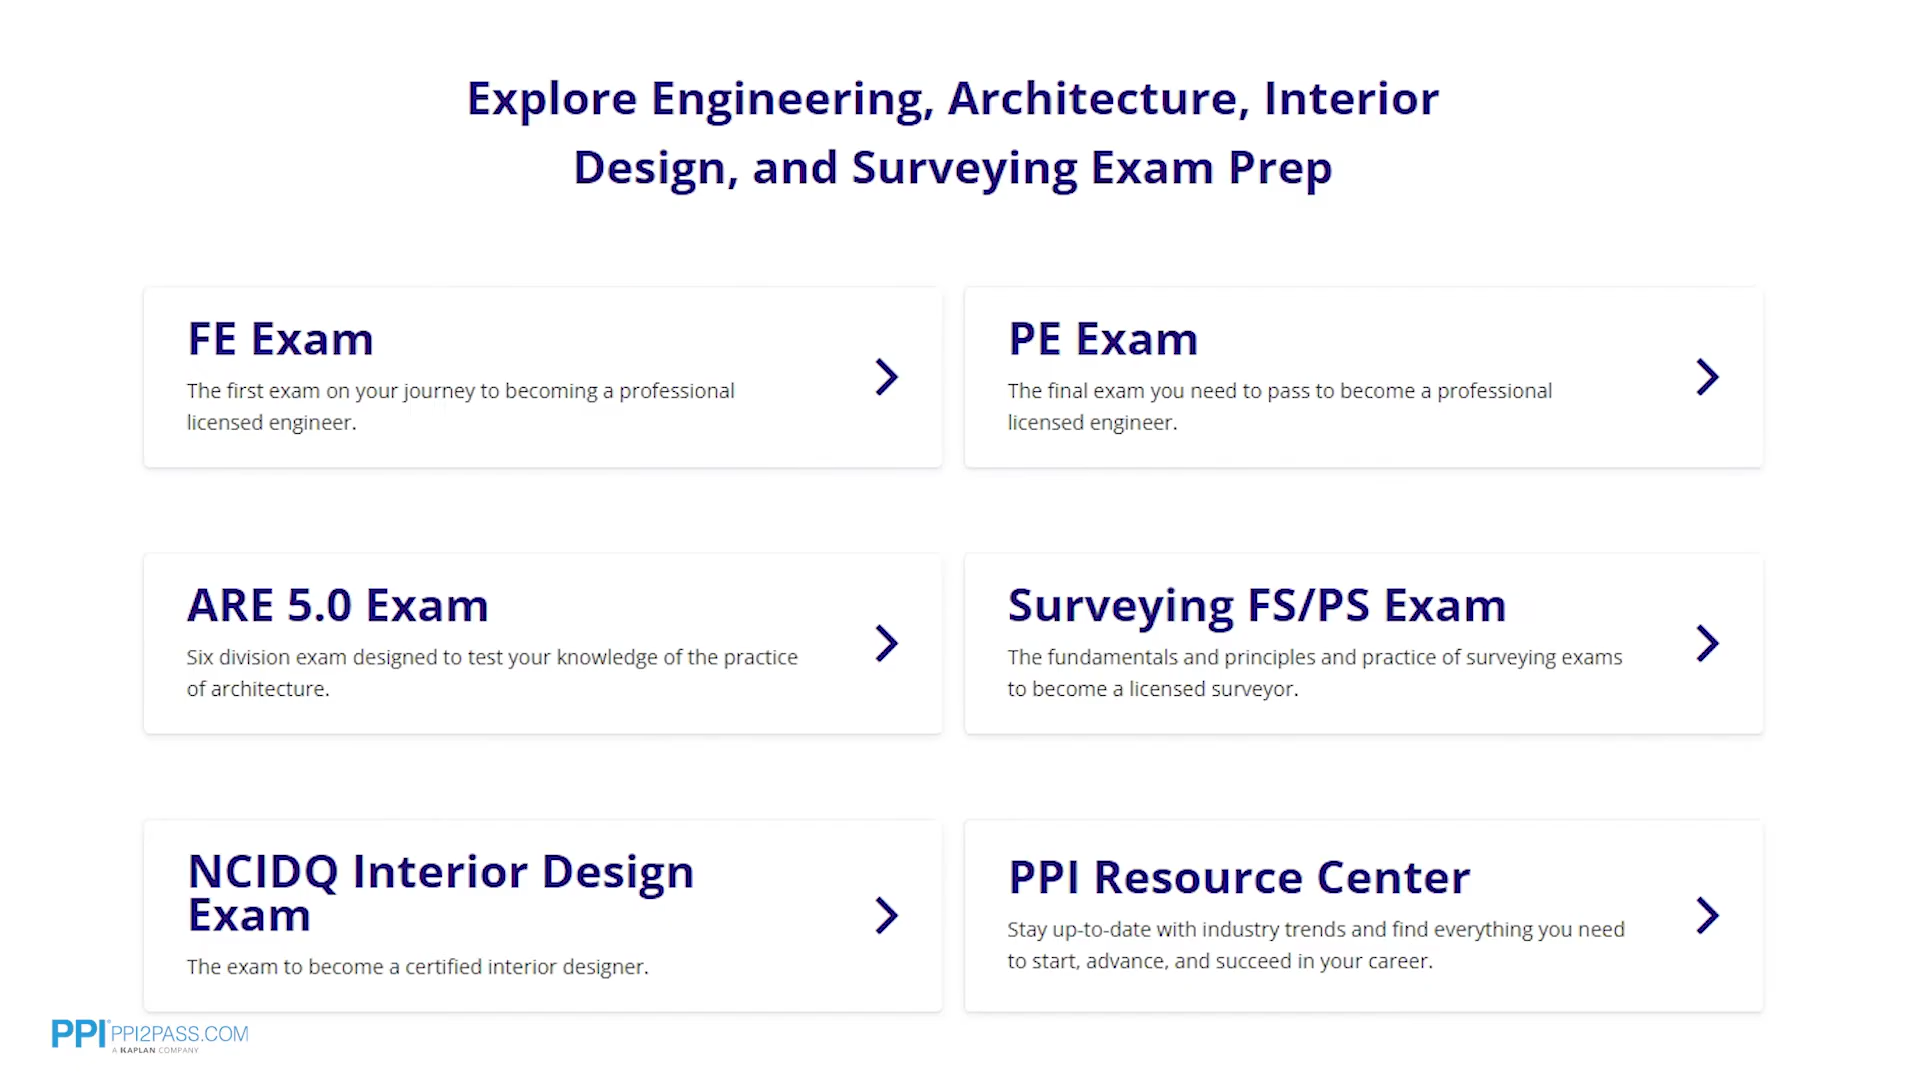 Explore Engineering, Architecture, Interior
Design, and Surveying Exam Prep
FE Exam
The first exam on your journey to becoming a professional
licensed engineer.
PE Exam
The final exam you need to pass to become a professional
licensed engineer.
ARE 5.0 Exam
Six division exam designed to test your knowledge of the practice
of architecture.
Surveying FS/PS Exam
The fundamentals and principles and practice of surveying exams
to become a licensed surveyor.
NCIDQ Interior Design
Exam
The exam to become a certified interior designer.
PPI Resource Center
Stay up-to-date with industry trends and find everything you need
to start, advance, and succeed in your career.
PPI® PPI2PASS.COM
A KAPLAN COMPANY